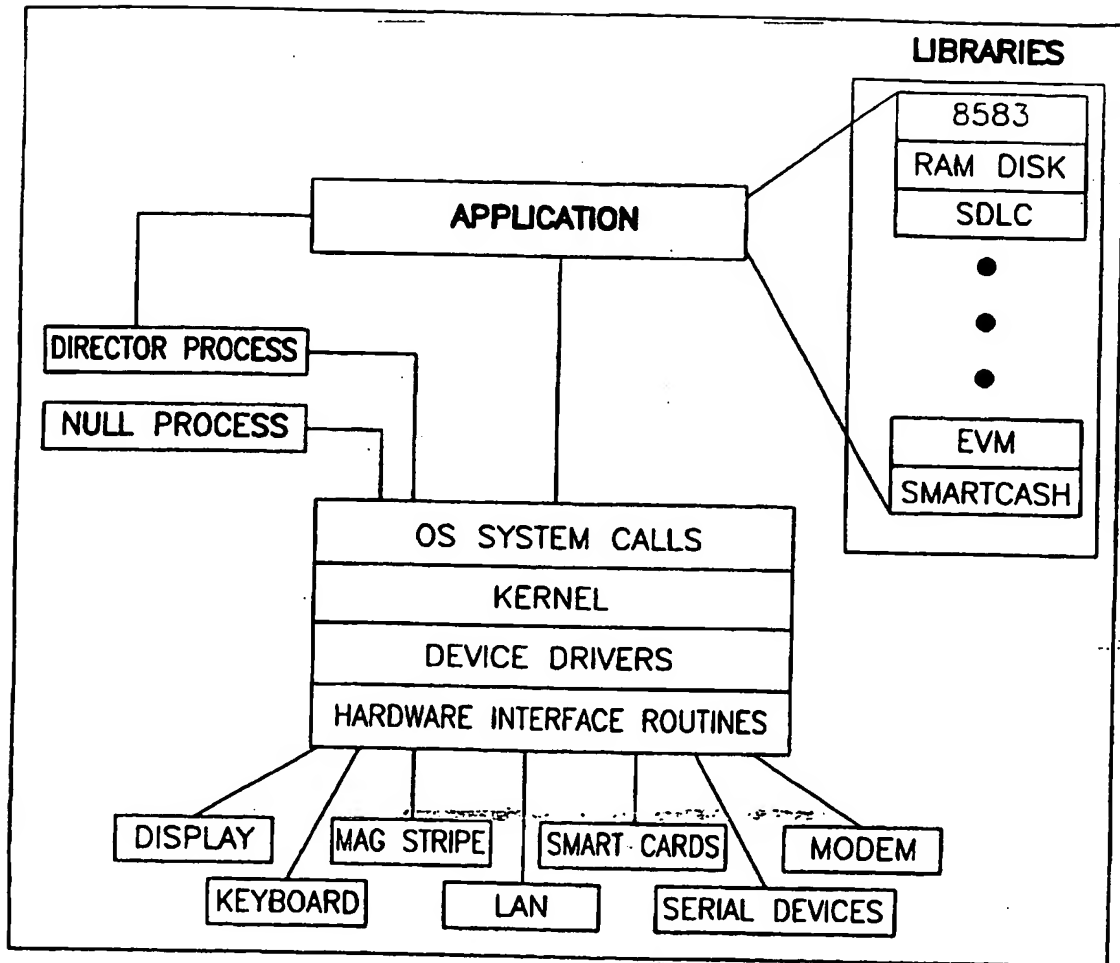 LIBRARIES
8583
RAM DISK
SDLC
APPLICATION
DIRECTOR PROCESS
NULL PROCESS
EVM
SMARTCASH
OS SYSTEM CALLS
KERNEL
DEVICE DRIVERS
HARDWARE INTERFACE ROUTINES
DISPLAY
MAG STRIPE
SMART CARDS
MODEM
KEYBOARD
LAN
SERIAL DEVICES